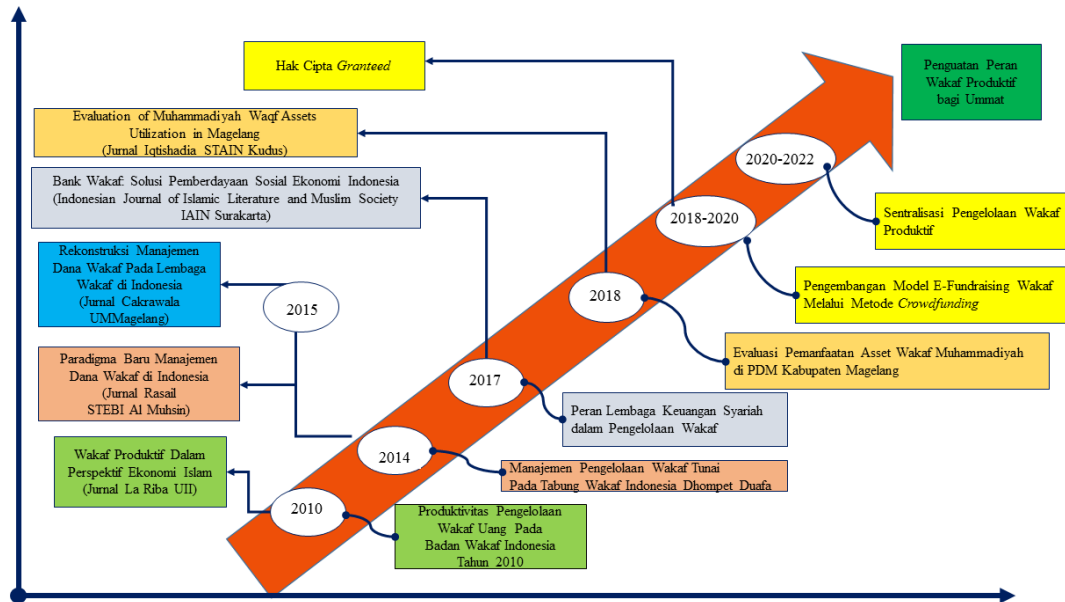 Hak Cipta Granteed
Penguatan Peran
Wakaf Produktif
bagi Ummat
Evaluation of Muhammadiyah Waqf Assets
Utilization in Magelang
(Jurnal Iqtishadia STAIN Kudus)
2020-2022
Bank Wakaf: Solusi Pemberdayaan Sosial Ekonomi Indonesia
(Indonesian Journal of Islamic Literature and Muslim Society
IAIN Surakarta)
2018-2020
Sentralisasi Pengelolaan Wakaf
Produktif
Rekonstruksi Manajemen
Dana Wakaf Pada Lembaga
Wakaf di Indonesia
(Jurnal Cakrawala
UMMagelang)
2015
2018
Pengembangan Model E-Fundraising Wakaf
Melalui Metode Crowdfunding
Paradigma Baru Manajemen
Dana Wakaf di Indonesia
(Jurnal Rasail
STEBI Al Muhsin)
2017
Evaluasi Pemanfaatan Asset Wakaf Muhammadiyah
di PDM Kabupaten Magelang
Peran Lembaga Keuangan Syariah
dalam Pengelolaan Wakaf
Wakaf Produktif Dalam
Perspektif Ekonomi Islam
(Jurnal La Riba UII)
2014
Manajemen Pengelolaan Wakaf Tunai
Pada Tabung Wakaf Indonesia Dhompet Duafa
2010
Produktivitas Pengelolaan
Wakaf Uang Pada
Badan Wakaf Indonesia
Tahun 2010